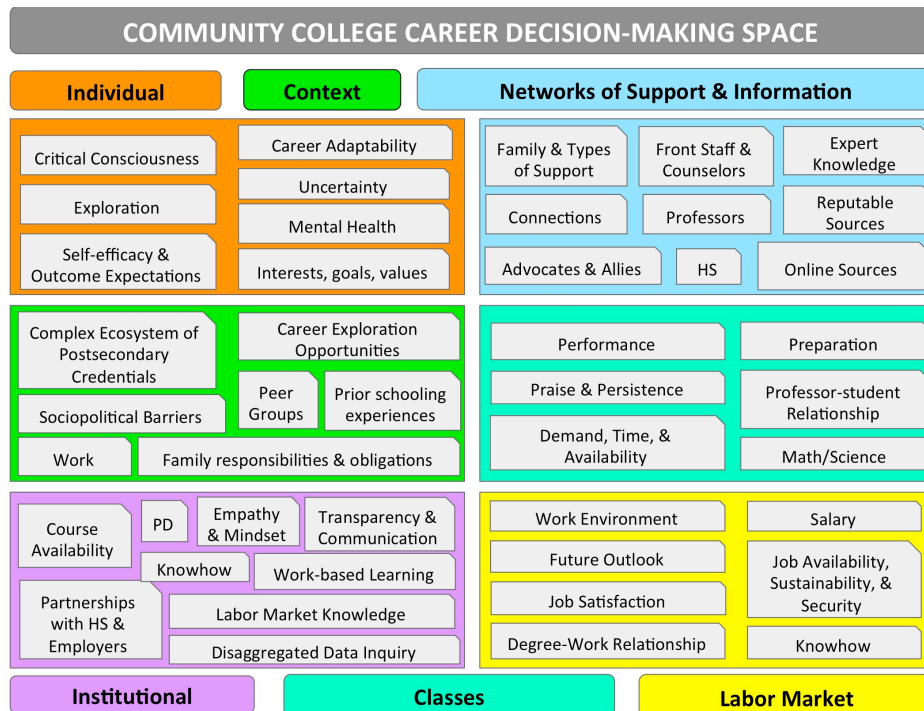 COMMUNITY COLLEGE CAREER DECISION-MAKING SPACE
Individual
Context
Networks of Support & Information
Critical Consciousness
Exploration
Self-efficacy &
Outcome Expectations
Career Adaptability
Uncertainty
Mental Health
Interests, goals, values
Family & Types
of Support
Front Staff &
Counselors
Expert
Knowledge
Connections
Professors
Reputable
Sources
Advocates & Allies
HS
Online Sources
Complex Ecosystem of
Postsecondary
Credentials
Career Exploration
Opportunities
Sociopolitical Barriers
Peer
Groups
Prior schooling
experiences
Work
Family responsibilities & obligations
Performance
Praise & Persistence
Demand, Time, &
Availability
Preparation
Professor-student
Relationship
Math/Science
Course
Availability
PD
Empathy
& Mindset
Transparency &
Communication
Knowhow
Work-based Learning
Partnerships
with HS &
Employers
Labor Market Knowledge
Disaggregated Data Inquiry
Work Environment
Future Outlook
Job Satisfaction
Degree-Work Relationship
Salary
Job Availability,
Sustainability, &
Security
Knowhow
Institutional
Classes
Labor Market